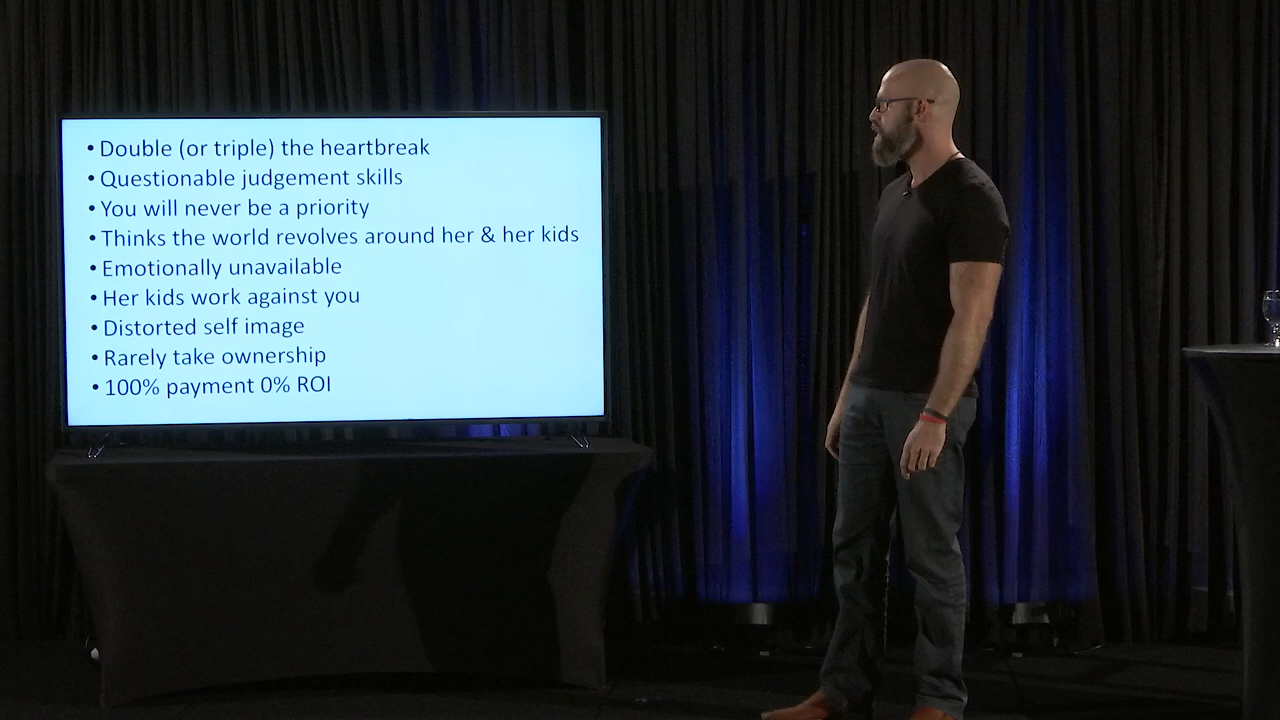 • Double (or triple) the heartbreak
• Questionable judgement skills
• You will never be a priority
• Thinks the world revolves around her & her kids
• Emotionally unavailable
• Her kids work against you
• Distorted self image
• Rarely take ownership
• 100% payment 0% ROI